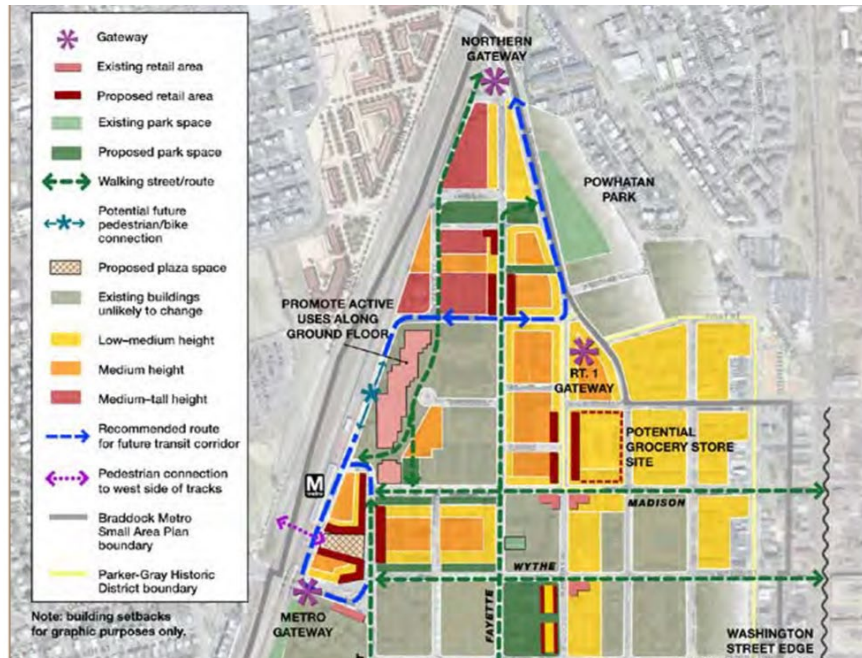 Gateway
Existing retail area
Proposed retail area
Existing park space
Proposed park space
Walking street/route
Potential future
pedestrian/bike
connection
Proposed plaza space
Existing buildings
unlikely to change
Low–medium height
Medium height
Medium–tall height
Recommended route
for future transit corridor
Pedestrian connection
to west side of tracks
Braddock Metro
Small Area Plan
boundary
Parker-Gray Historic
District boundary
Note: building setbacks
for graphic purposes only.
NORTHERN
GATEWAY
POWHATAN
PARK
PROMOTE ACTIVE
USES ALONG
GROUND FLOOR
RT. 1
GATEWAY
POTENTIAL
GROCERY STORE
SITE
M
MADISON
WYTHE
FAYETTE
METRO
GATEWAY
WASHINGTON
STREET EDGE